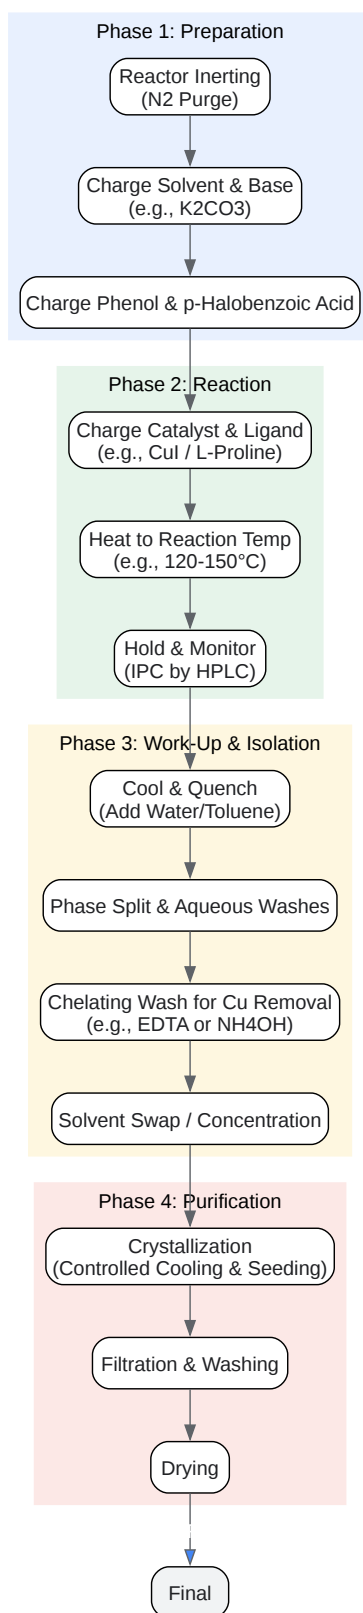 Phase 1: Preparation
Reactor Inerting
(N2 Purge)
Charge Solvent & Base
(e.g., K2CO3)
Charge Phenol & p-Halobenzoic Acid
Phase 2: Reaction
Charge Catalyst & Ligand
(e.g., CuI / L-Proline)
Heat to Reaction Temp
(e.g., 120-150°C)
Hold & Monitor
(IPC by HPLC)
Phase 3: Work-Up & Isolation
Cool & Quench
(Add Water/Toluene)
Phase Split & Aqueous Washes
Chelating Wash for Cu Removal
(e.g., EDTA or NH4OH)
Solvent Swap / Concentration
Phase 4: Purification
Crystallization
(Controlled Cooling & Seeding)
Filtration & Washing
Drying
Final